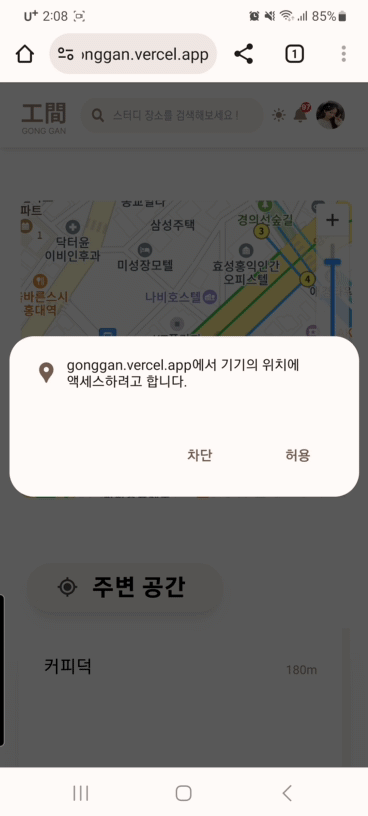 U+ 2:08 85%
onggan.vercel.app 1
工間 스터디 장소를 검색해보세요 ! 67
GONG GAN
파트
1 삼성주택 경의선숲길
닥터윤
이비인후과
3
미성장모텔 효성홍익인간
오피스텔
4
바른스시
홍대역
나비호스텔
gonggan.vercel.app에서 기기의 위치에
액세스하려고 합니다.
차단 허용
주변 공간
커피덕 180m